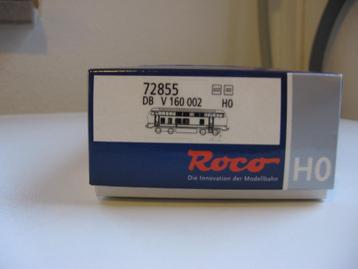 72855
DB V 160 002 H0
Roco
Die Innovation der Modellbahn
H0